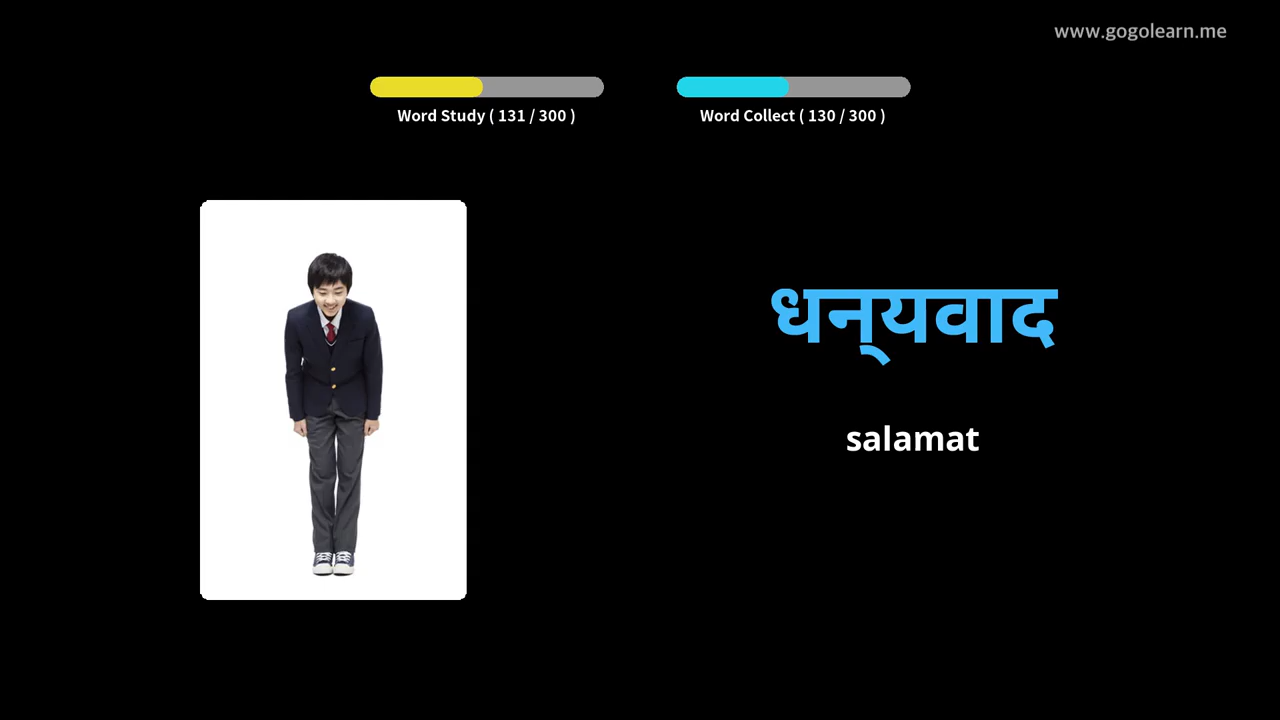 www.gogolearn.me
Word Study ( 131 / 300 )
Word Collect ( 130 / 300 )
धन्‌यवाद
salamat